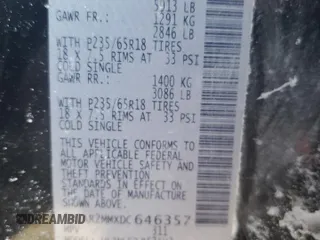 LB
GAWR FR.: 1291 KG
2846 LB
WITH P235/65R18 TIRES
18 X 7.5 RIMS AT 33 PSI
COLD SINGLE
GAWR RR.: 1400 KG
3086 LB
WITH P235/65R18 TIRES
18 X 7.5 RIMS AT 33 PSI
COLD SINGLE
THIS VEHICLE CONFORMS TO
ALL APPLICABLE FEDERAL
MOTOR VEHICLE SAFETY
AND THEFT PREVENTION
STANDARDS IN EFFECT ON
THE DATE OF MANUFACTURE
SHOWN ABOVE.
646357
MPV
DREAMBID